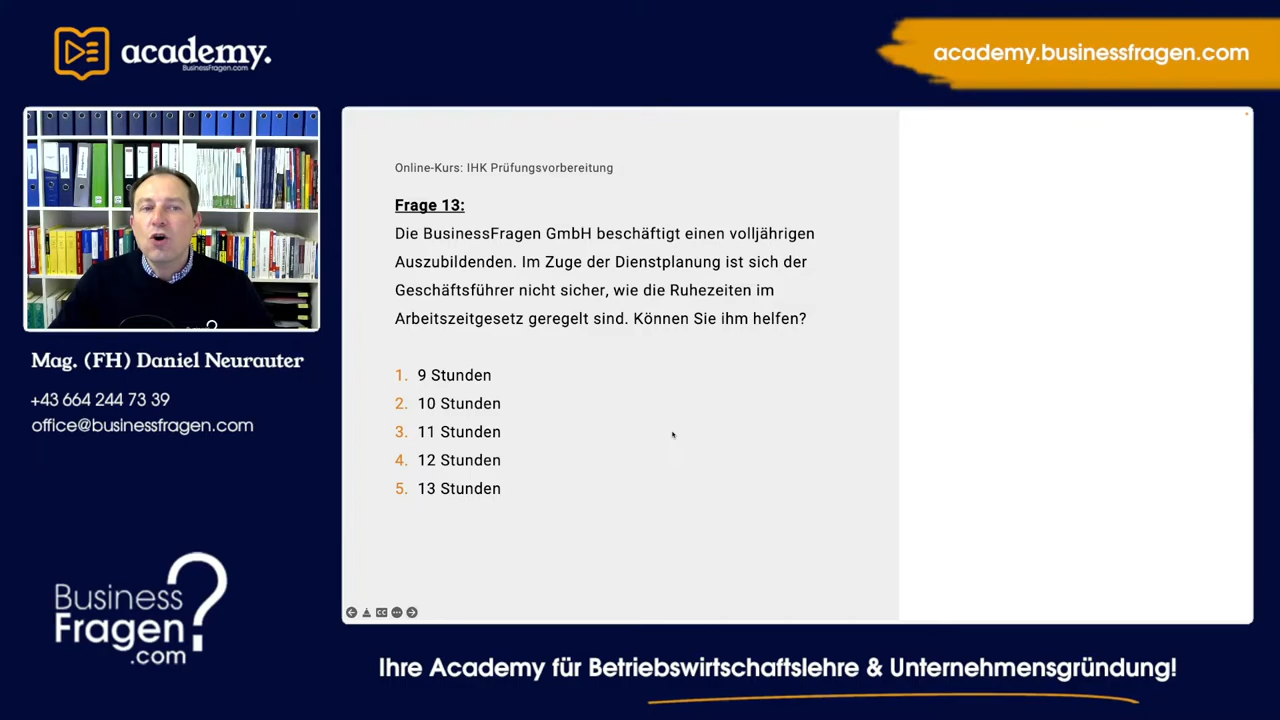 academy.
BusinessFragen.com
academy.businessfragen.com
Online-Kurs: IHK Prüfungsvorbereitung
Frage 13:
Die BusinessFragen GmbH beschäftigt einen volljährigen
Auszubildenden. Im Zuge der Dienstplanung ist sich der
Geschäftsführer nicht sicher, wie die Ruhezeiten im
Arbeitszeitgesetz geregelt sind. Können Sie ihm helfen?
1. 9 Stunden
2. 10 Stunden
3. 11 Stunden
4. 12 Stunden
5. 13 Stunden
Mag. (FH) Daniel Neurauter
+43 664 244 73 39
office@businessfragen.com
Business
Fragen
.com
?
Ihre Academy für Betriebswirtschaftslehre & Unternehmensgründung!